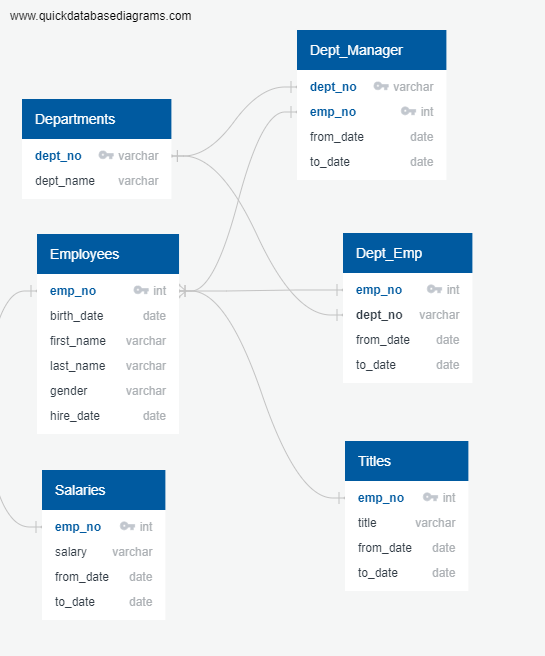 www.quickdatabasediagrams.com
Dept_Manager
dept_no varchar
emp_no int
from_date date
to_date date
Departments
dept_no varchar
dept_name varchar
Employees
emp_no int
birth_date date
first_name varchar
last_name varchar
gender varchar
hire_date date
Dept_Emp
emp_no int
dept_no varchar
from_date date
to_date date
Salaries
emp_no int
salary varchar
from_date date
to_date date
Titles
emp_no int
title varchar
from_date date
to_date date